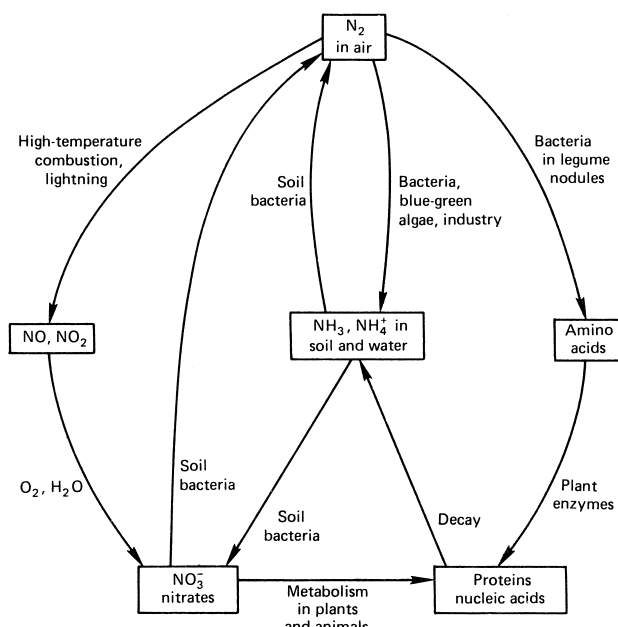 N₂
in air
High-temperature
combustion,
lightning
Soil
bacteria
Bacteria,
blue-green
algae, industry
Bacteria
in legume
nodules
NO, NO₂
NH₃, NH₄⁺ in
soil and water
Amino
acids
O₂, H₂O
Soil
bacteria
Soil
bacteria
Decay
Plant
enzymes
NO₃⁻
nitrates
Metabolism
in plants
and animals
Proteins
nucleic acids